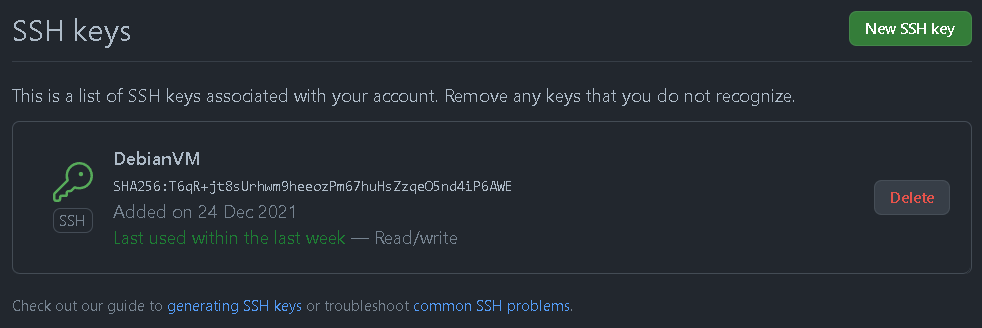 SSH keys
New SSH key
This is a list of SSH keys associated with your account. Remove any keys that you do not recognize.
DebianVM
SHA256:T6qR+jt8sUrhwm9heeozPm67huHsZzqeO5nd4iP6AWE
SSH
Added on 24 Dec 2021
Last used within the last week — Read/write
Delete
Check out our guide to generating SSH keys or troubleshoot common SSH problems.